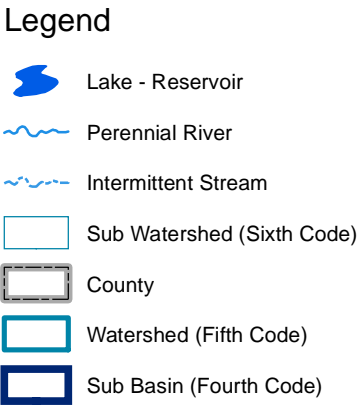 Legend
Lake - Reservoir
Perennial River
Intermittent Stream
Sub Watershed (Sixth Code)
County
Watershed (Fifth Code)
Sub Basin (Fourth Code)